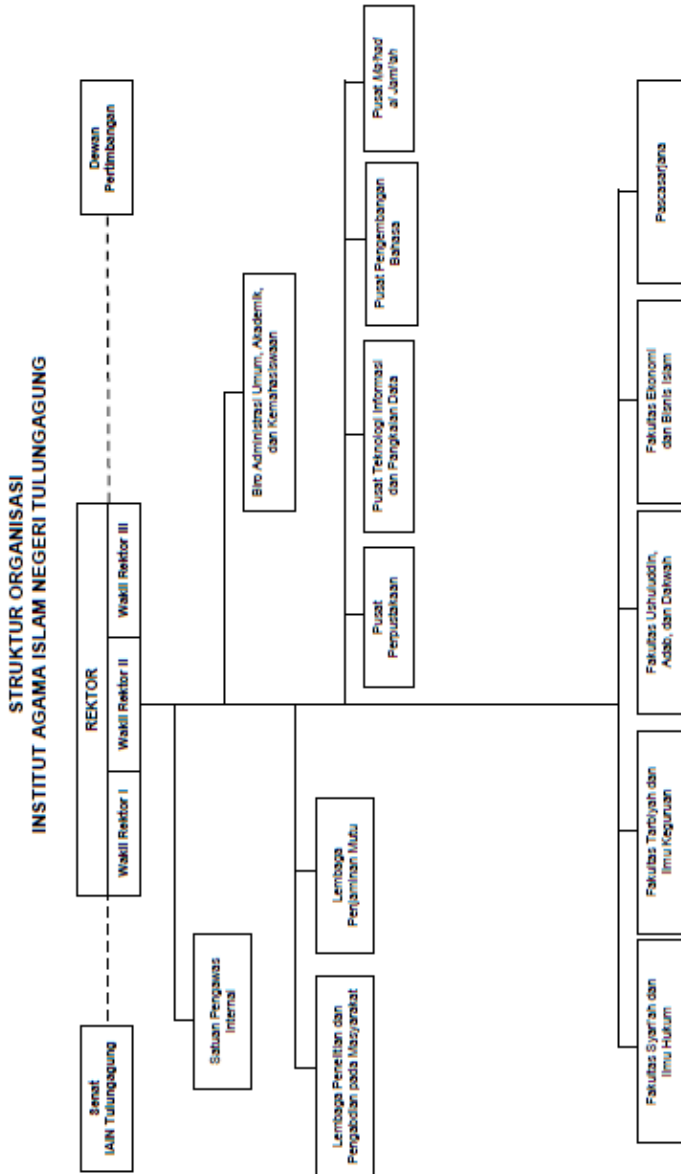 STRUKTUR ORGANISASI
INSTITUT AGAMA ISLAM NEGERI TULUNGAGUNG
Senat
IAIN Tulungagung
REKTOR
Wakil Rektor I
Wakil Rektor II
Wakil Rektor III
Dewan
Pertimbangan
Satuan Pengawas
Internal
Biro Administrasi Umum, Akademik,
dan Kemahasiswaan
Lembaga Penelitian dan
Pengabdian pada Masyarakat
Lembaga
Penjaminan Mutu
Pusat
Perpustakaan
Pusat Teknologi Informasi
dan Pangkalan Data
Pusat Pengembangan
Bahasa
Pusat Ma'had
al Jami'ah
Fakultas Syari'ah dan
Ilmu Hukum
Fakultas Tarbiyah dan
Ilmu Keguruan
Fakultas Ushuluddin,
Adab, dan Dakwah
Fakultas Ekonomi
dan Bisnis Islam
Pascasarjana